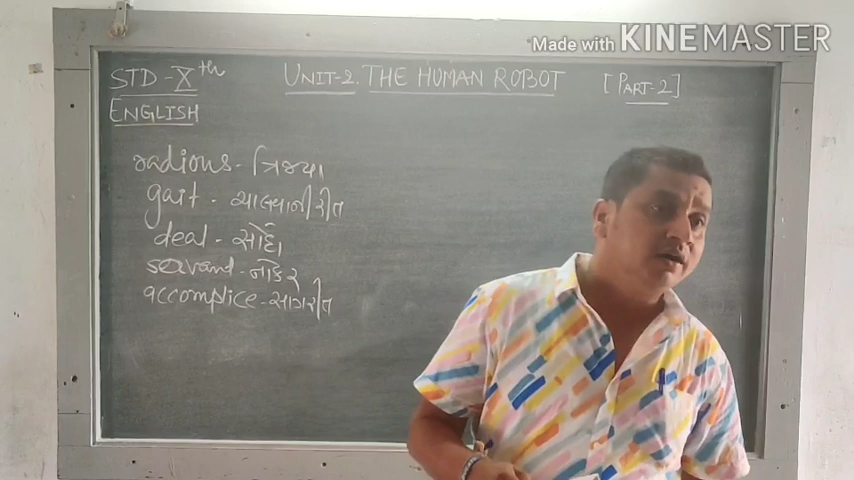 Made with KINEMASTER
STD-Xth UNIT-2. THE HUMAN ROBOT [PART-2]
ENGLISH
radious - ત્રિજ્યા
gait - ચાલવાની રીત
deal - સોદો
servant - નોકર
accomplice - સાગરીત